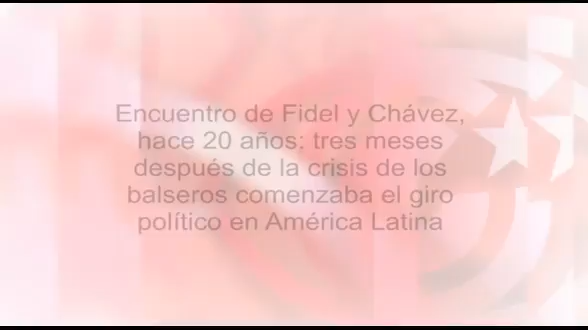 Encuentro de Fidel y Chávez,
hace 20 años: tres meses
después de la crisis de los
balseros comenzaba el giro
político en América Latina